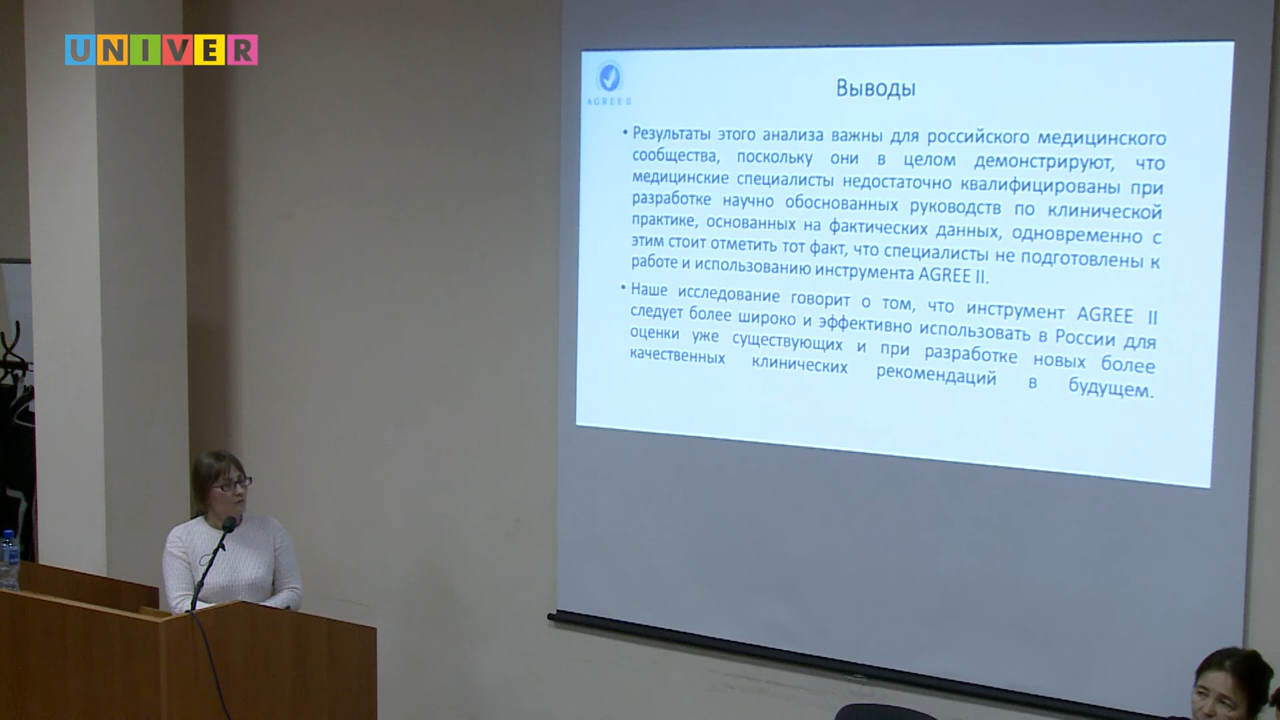 UNIVER
AGREE II
Выводы
• Результаты этого анализа важны для российского медицинского
сообщества, поскольку они в целом демонстрируют, что
медицинские специалисты недостаточно квалифицированы при
разработке научно обоснованных руководств по клинической
практике, основанных на фактических данных, одновременно с
этим стоит отметить тот факт, что специалисты не подготовлены к
работе и использованию инструмента AGREE II.
• Наше исследование говорит о том, что инструмент AGREE II
следует более широко и эффективно использовать в России для
оценки уже существующих и при разработке новых более
качественных клинических рекомендаций в будущем.